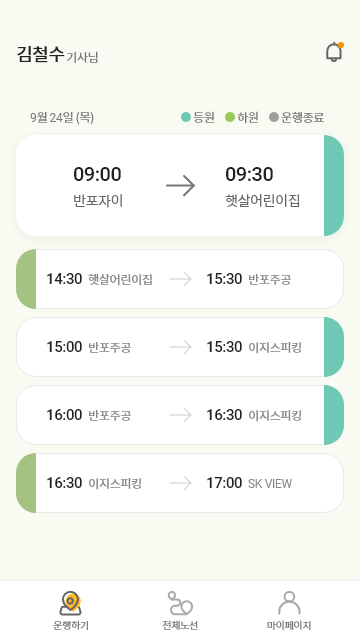 김철수 기사님
9월 24일 (목) 등원 하원 운행종료
09:00 09:30
반포자이 햇살어린이집
14:30 햇살어린이집 15:30 반포주공
15:00 반포주공 15:30 이지스피킹
16:00 반포주공 16:30 이지스피킹
16:30 이지스피킹 17:00 SK VIEW
운행하기 전체노선 마이페이지